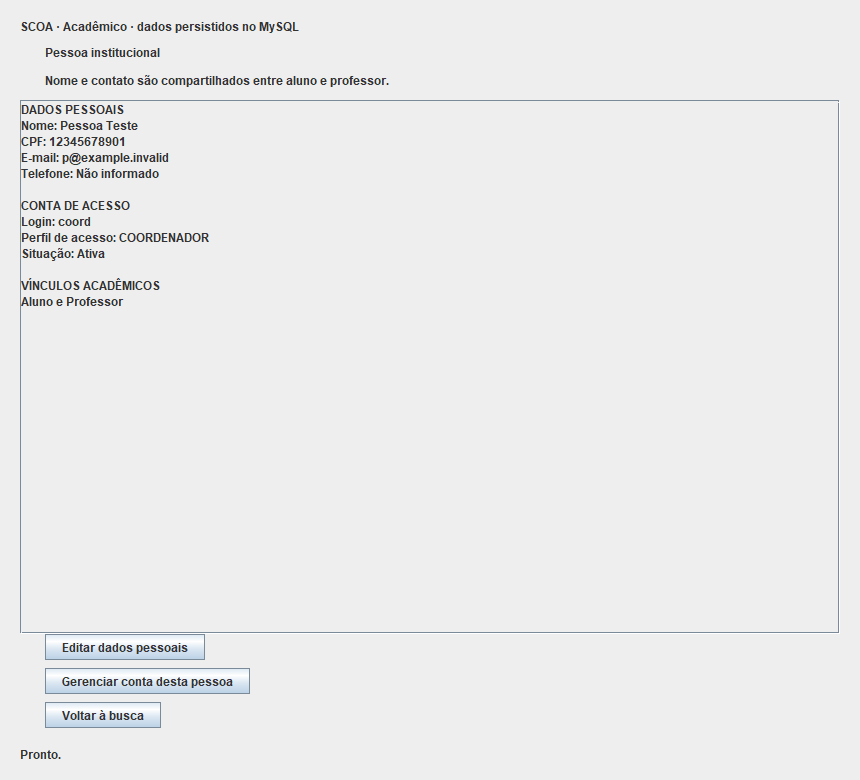 SCOA · Acadêmico · dados persistidos no MySQL
Pessoa institucional
Nome e contato são compartilhados entre aluno e professor.
DADOS PESSOAIS
Nome: Pessoa Teste
CPF: 12345678901
E-mail: p@example.invalid
Telefone: Não informado
CONTA DE ACESSO
Login: coord
Perfil de acesso: COORDENADOR
Situação: Ativa
VÍNCULOS ACADÊMICOS
Aluno e Professor
Editar dados pessoais
Gerenciar conta desta pessoa
Voltar à busca
Pronto.